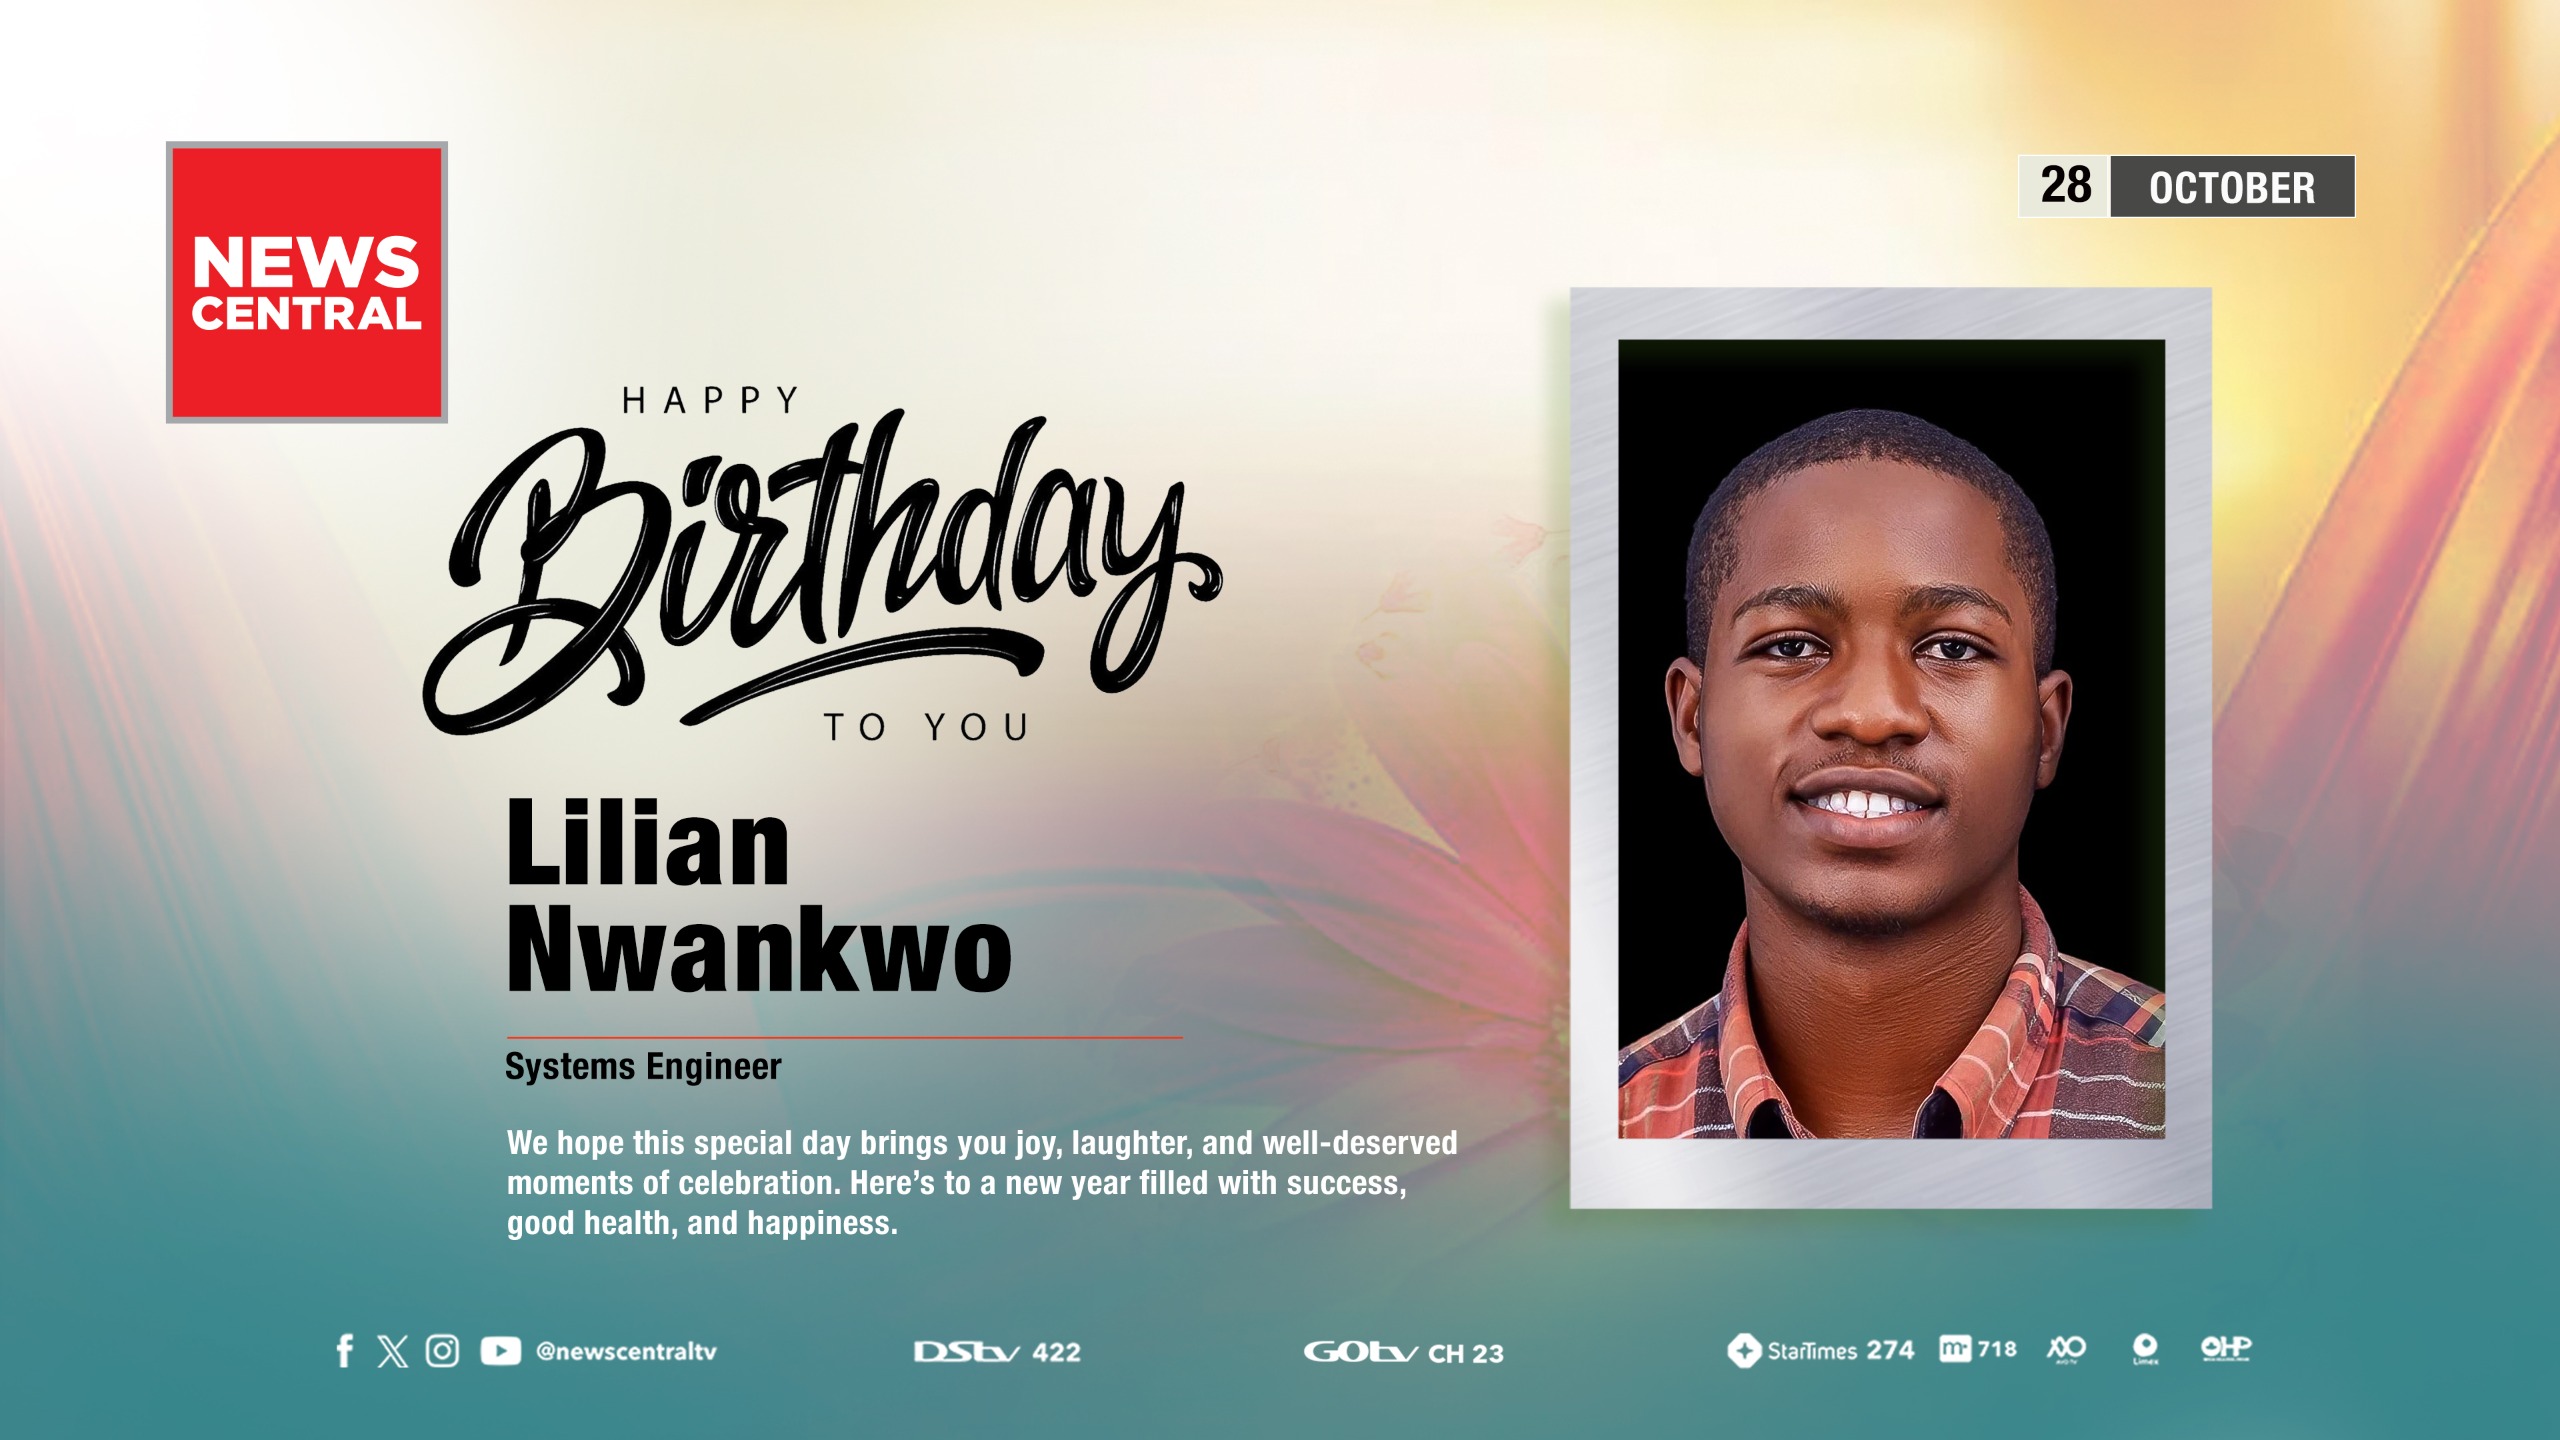 NEWS
CENTRAL
28 OCTOBER
HAPPY
Birthday
TO YOU
Lilian
Nwankwo
Systems Engineer
We hope this special day brings you joy, laughter, and well-deserved
moments of celebration. Here’s to a new year filled with success,
good health, and happiness.
@newscentraltv DStv 422 GOtv CH 23 StarTimes 274 718 Limex OHP